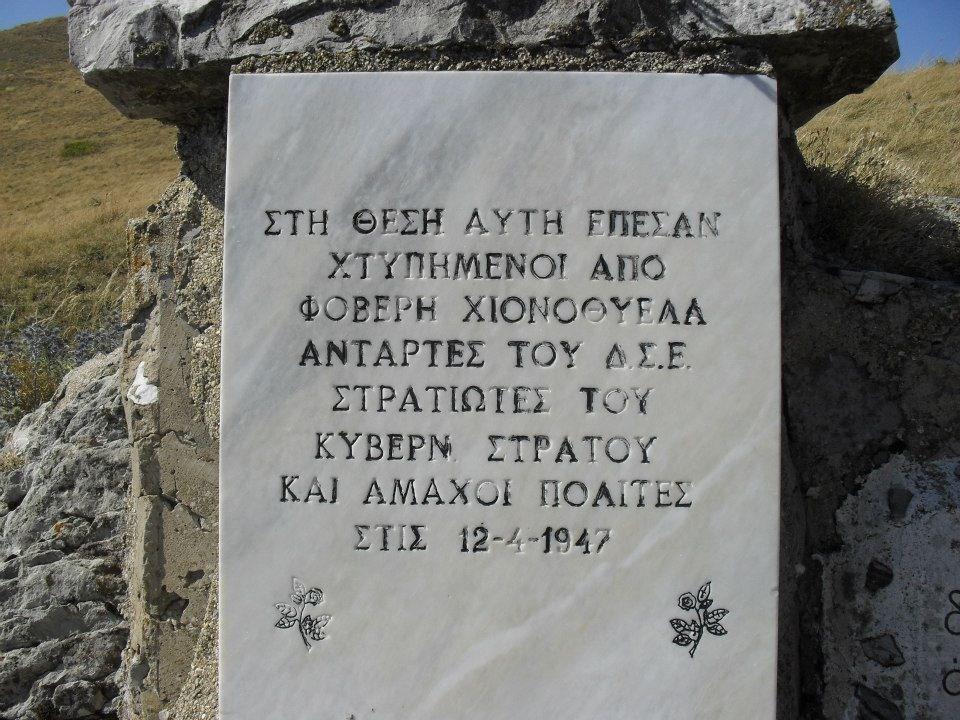 ΣΤΗ ΘΕΣΗ ΑΥΤΗ ΕΠΕΣΑΝ
ΧΤΥΠΗΜΕΝΟΙ ΑΠΟ
ΦΟΒΕΡΗ ΧΙΟΝΟΘΥΕΛΑ
ΑΝΤΑΡΤΕΣ ΤΟΥ Δ.Σ.Ε.
ΣΤΡΑΤΙΩΤΕΣ ΤΟΥ
ΚΥΒΕΡΝ. ΣΤΡΑΤΟΥ
ΚΑΙ ΑΜΑΧΟΙ ΠΟΛΙΤΕΣ
ΣΤΙΣ 12-4-1947